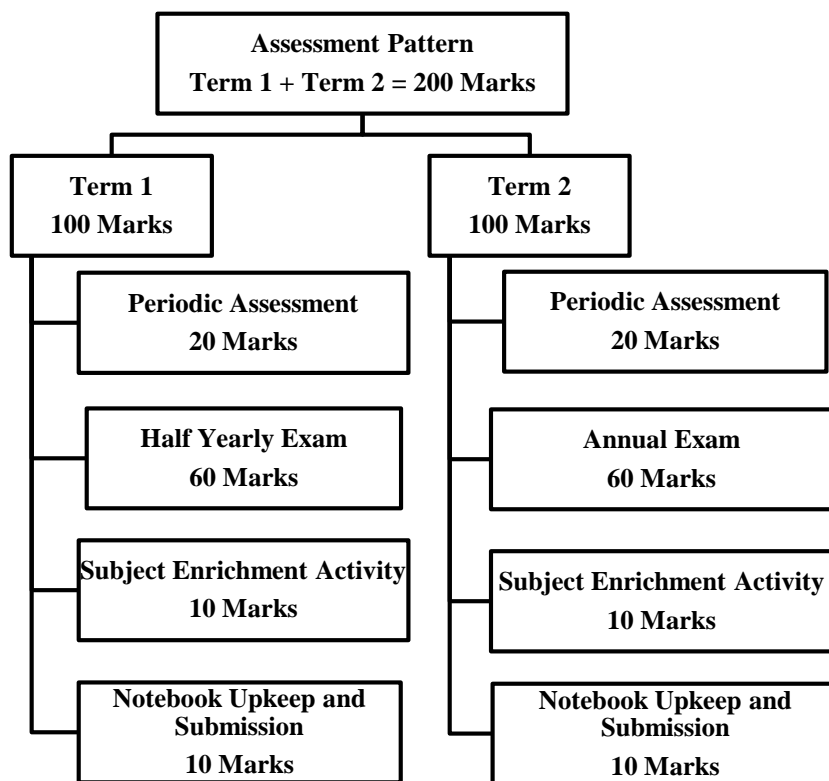 Assessment Pattern
Term 1 + Term 2 = 200 Marks
Term 1
100 Marks
Periodic Assessment
20 Marks
Half Yearly Exam
60 Marks
Subject Enrichment Activity
10 Marks
Notebook Upkeep and
Submission
10 Marks
Term 2
100 Marks
Periodic Assessment
20 Marks
Annual Exam
60 Marks
Subject Enrichment Activity
10 Marks
Notebook Upkeep and
Submission
10 Marks